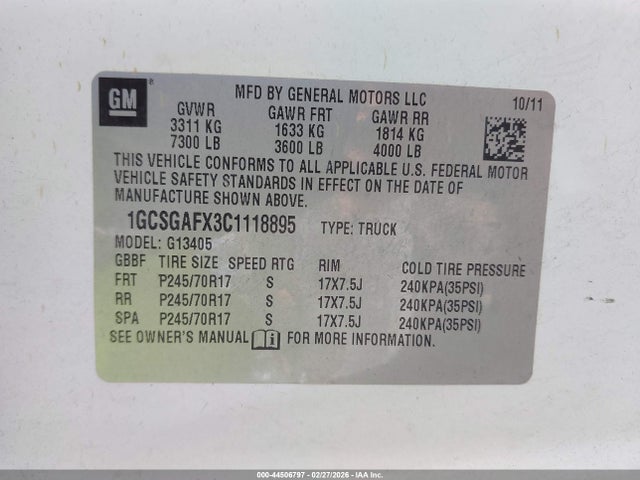 GM
®
MFD BY GENERAL MOTORS LLC 10/11
GVWR GAWR FRT GAWR RR
3311 KG 1633 KG 1814 KG
7300 LB 3600 LB 4000 LB
THIS VEHICLE CONFORMS TO ALL APPLICABLE U.S. FEDERAL MOTOR
VEHICLE SAFETY STANDARDS IN EFFECT ON THE DATE OF
MANUFACTURE SHOWN ABOVE.
1GCSGAFX3C1118895 TYPE: TRUCK
MODEL: G13405
GBBF TIRE SIZE SPEED RTG RIM COLD TIRE PRESSURE
FRT P245/70R17 S 17X7.5J 240KPA(35PSI)
RR P245/70R17 S 17X7.5J 240KPA(35PSI)
SPA P245/70R17 S 17X7.5J 240KPA(35PSI)
SEE OWNER'S MANUAL FOR MORE INFORMATION.
000-44506797 - 02/27/2026 - IAA, Inc.